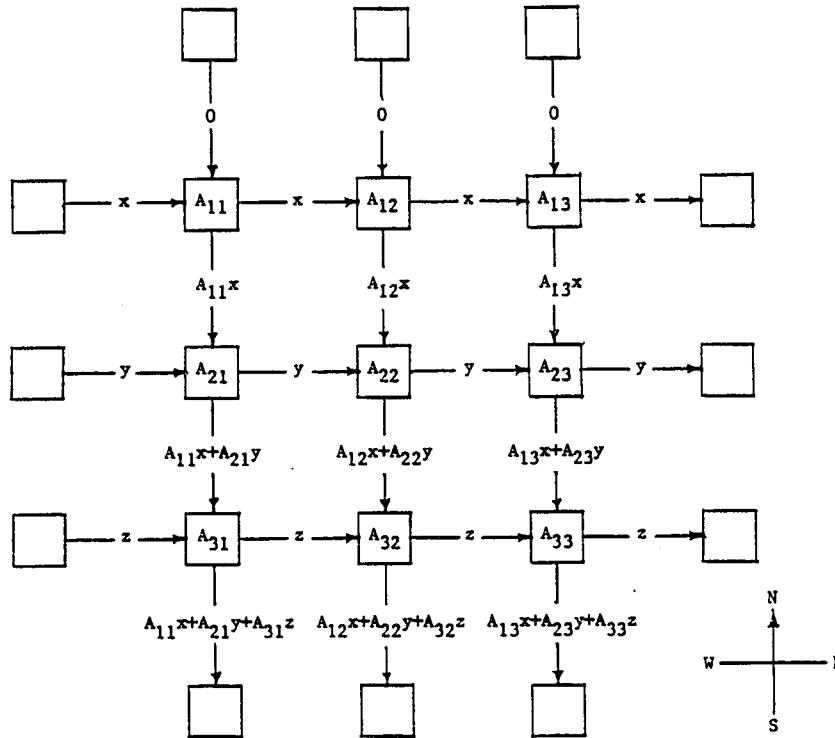 0 0 0
x A11 x A12 x A13 x
A11x A12x A13x
y A21 y A22 y A23 y
A11x+A21y A12x+A22y A13x+A23y
z A31 z A32 z A33 z
A11x+A21y+A31z A12x+A22y+A32z A13x+A23y+A33z
N
W
S